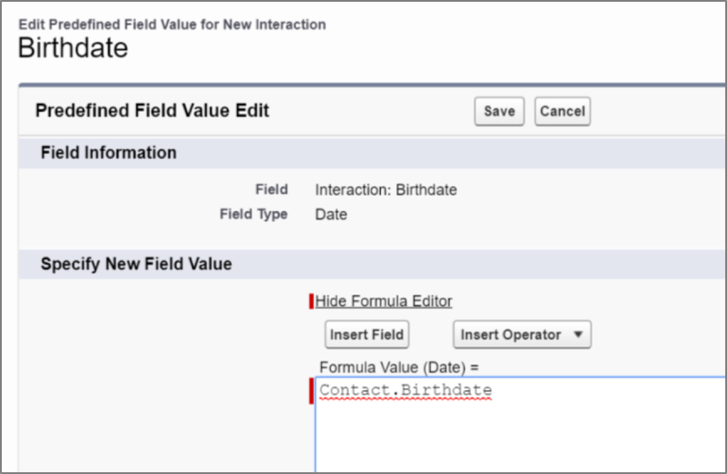 Edit Predefined Field Value for New Interaction
Birthdate
Predefined Field Value Edit Save Cancel
Field Information
Field Interaction: Birthdate
Field Type Date
Specify New Field Value
Hide Formula Editor
Insert Field Insert Operator
Formula Value (Date) =
Contact.Birthdate